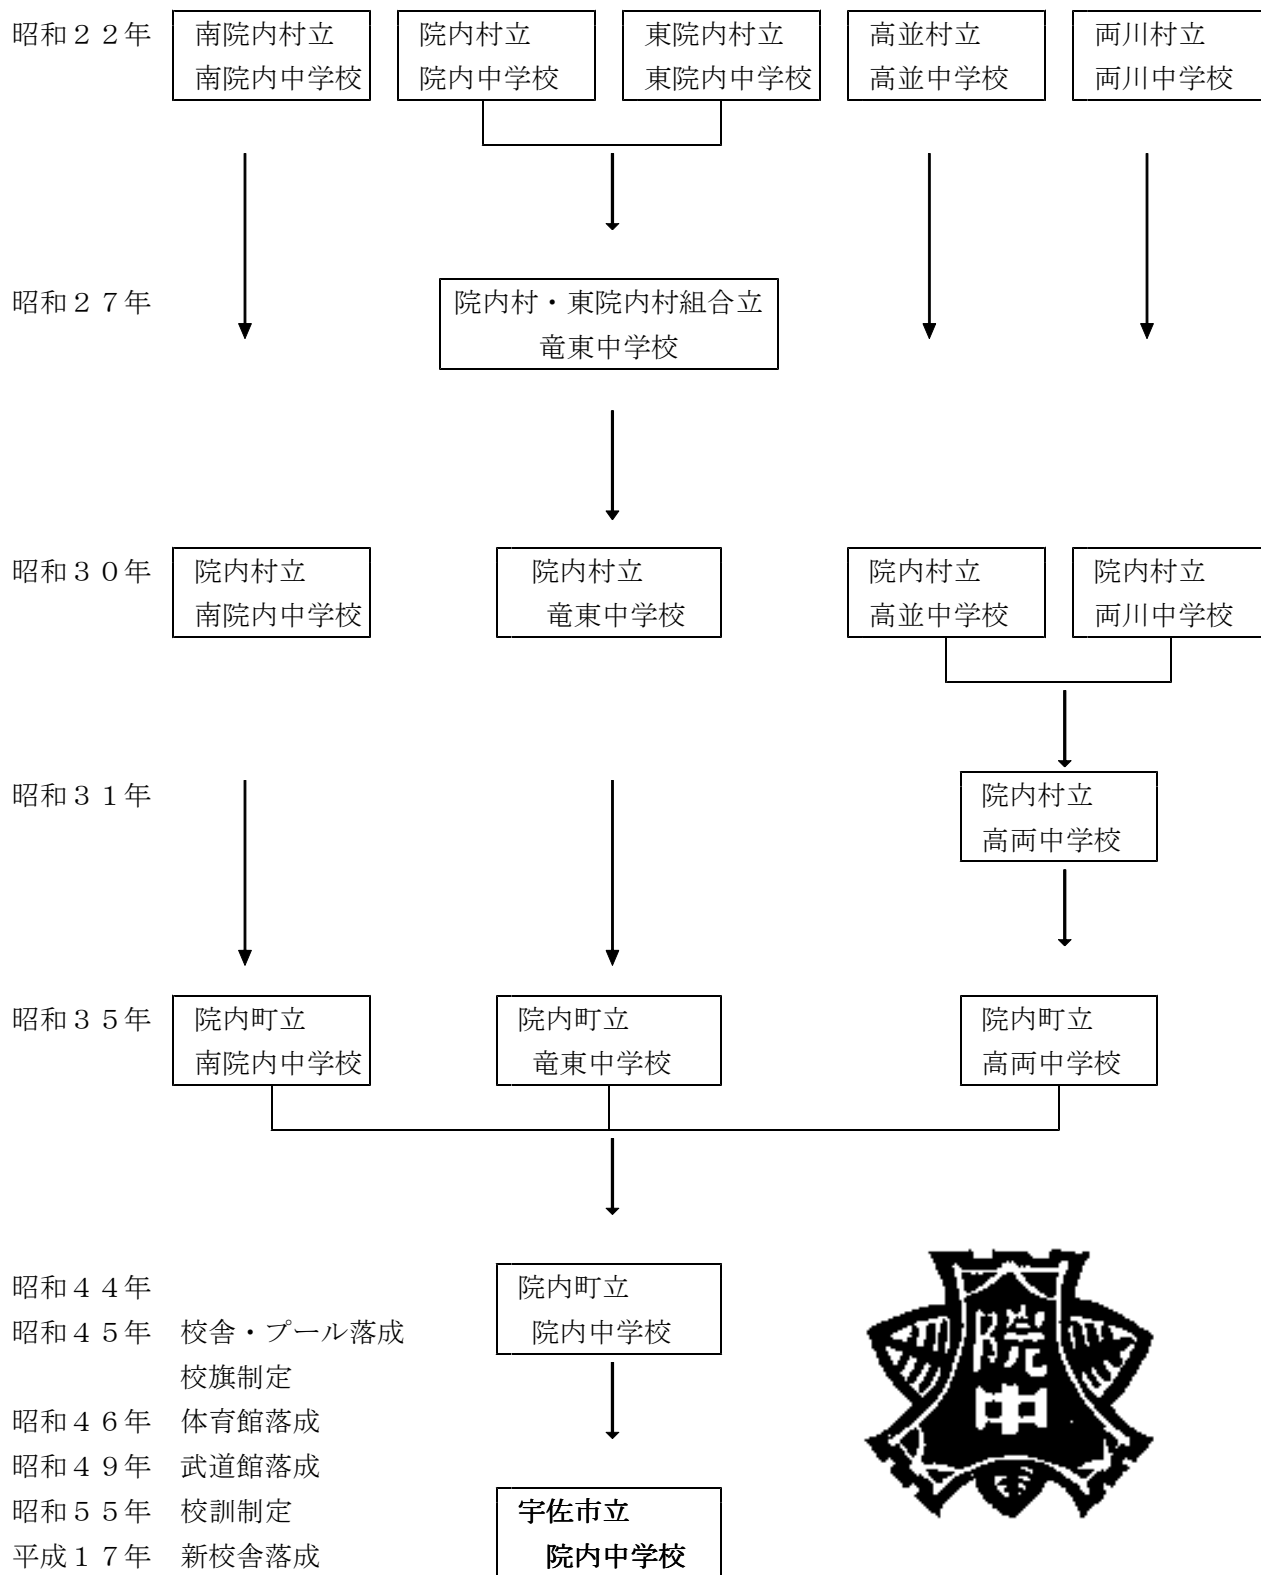 昭和２２年
南院内村立
南院内中学校
院内村立
院内中学校
東院内村立
東院内中学校
高並村立
高並中学校
両川村立
両川中学校
昭和２７年
院内村・東院内村組合立
竜東中学校
昭和３０年
院内村立
南院内中学校
院内村立
竜東中学校
院内村立
高並中学校
院内村立
両川中学校
昭和３１年
院内村立
高両中学校
昭和３５年
院内町立
南院内中学校
院内町立
竜東中学校
院内町立
高両中学校
昭和４４年
院内町立
院内中学校
昭和４５年　校舎・プール落成
校旗制定
昭和４６年　体育館落成
昭和４９年　武道館落成
昭和５５年　校訓制定
平成１７年　新校舎落成
宇佐市立
院内中学校
院
中